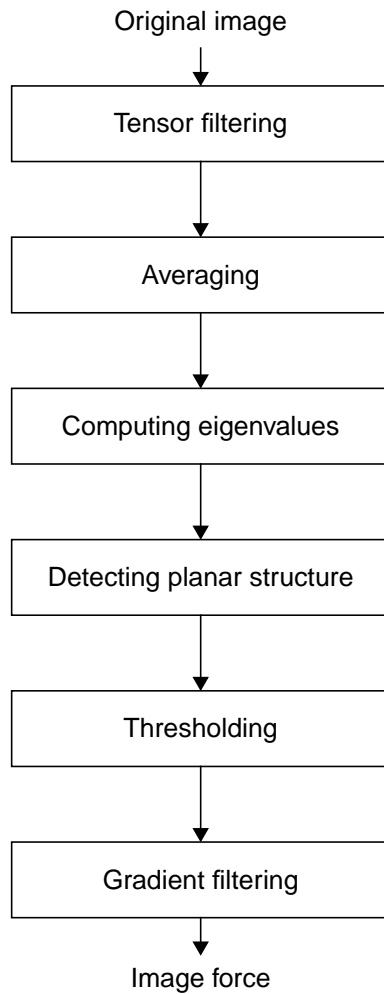 Original image
Tensor filtering
Averaging
Computing eigenvalues
Detecting planar structure
Thresholding
Gradient filtering
Image force